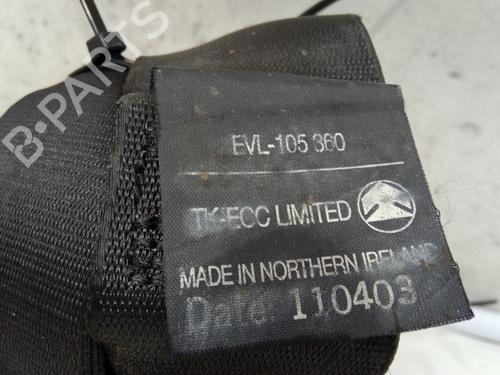 B-PARTS
EVL-105 360
TK-ECC LIMITED
MADE IN NORTHERN IRELAND
Date: 110403